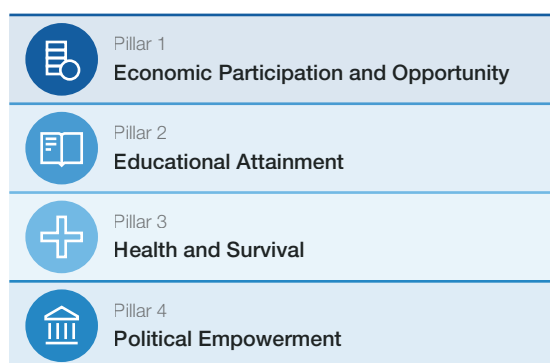 Pillar 1
Economic Participation and Opportunity
Pillar 2
Educational Attainment
Pillar 3
Health and Survival
Pillar 4
Political Empowerment